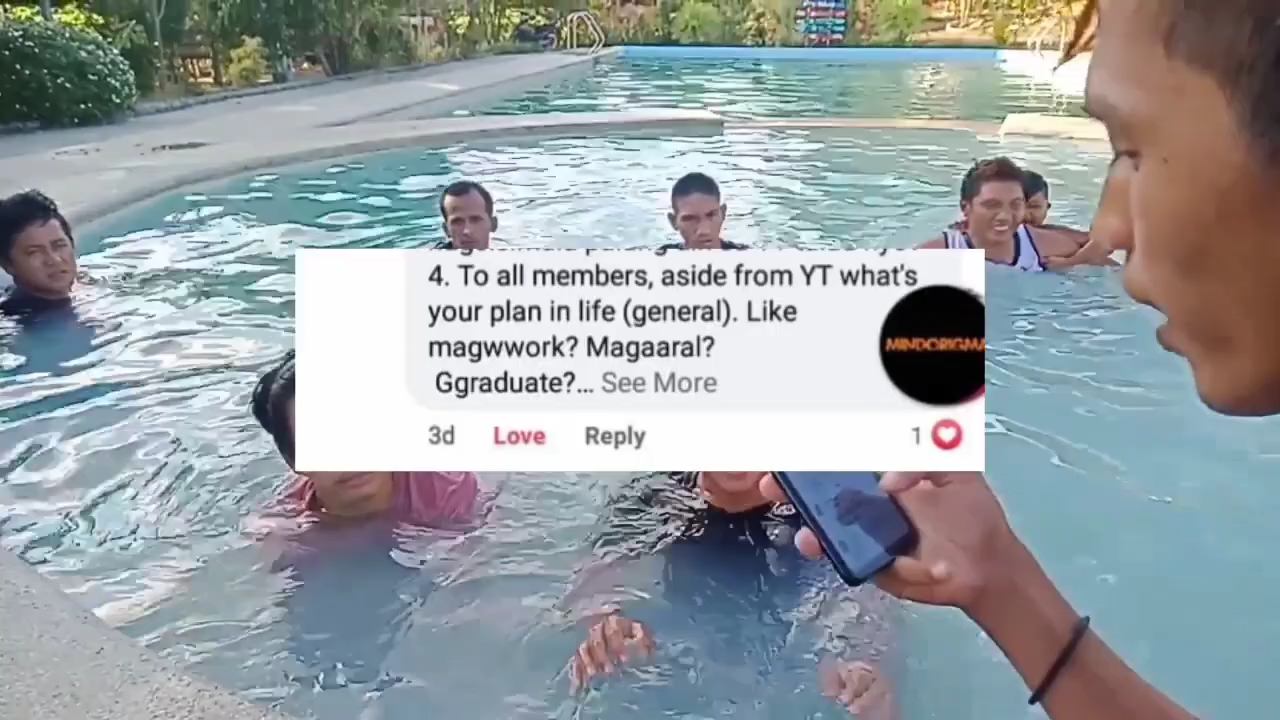 4. To all members, aside from YT what's
your plan in life (general). Like
magwwork? Magaaral?
Ggraduate?... See More
MINDORIGMA
3d Love Reply 1